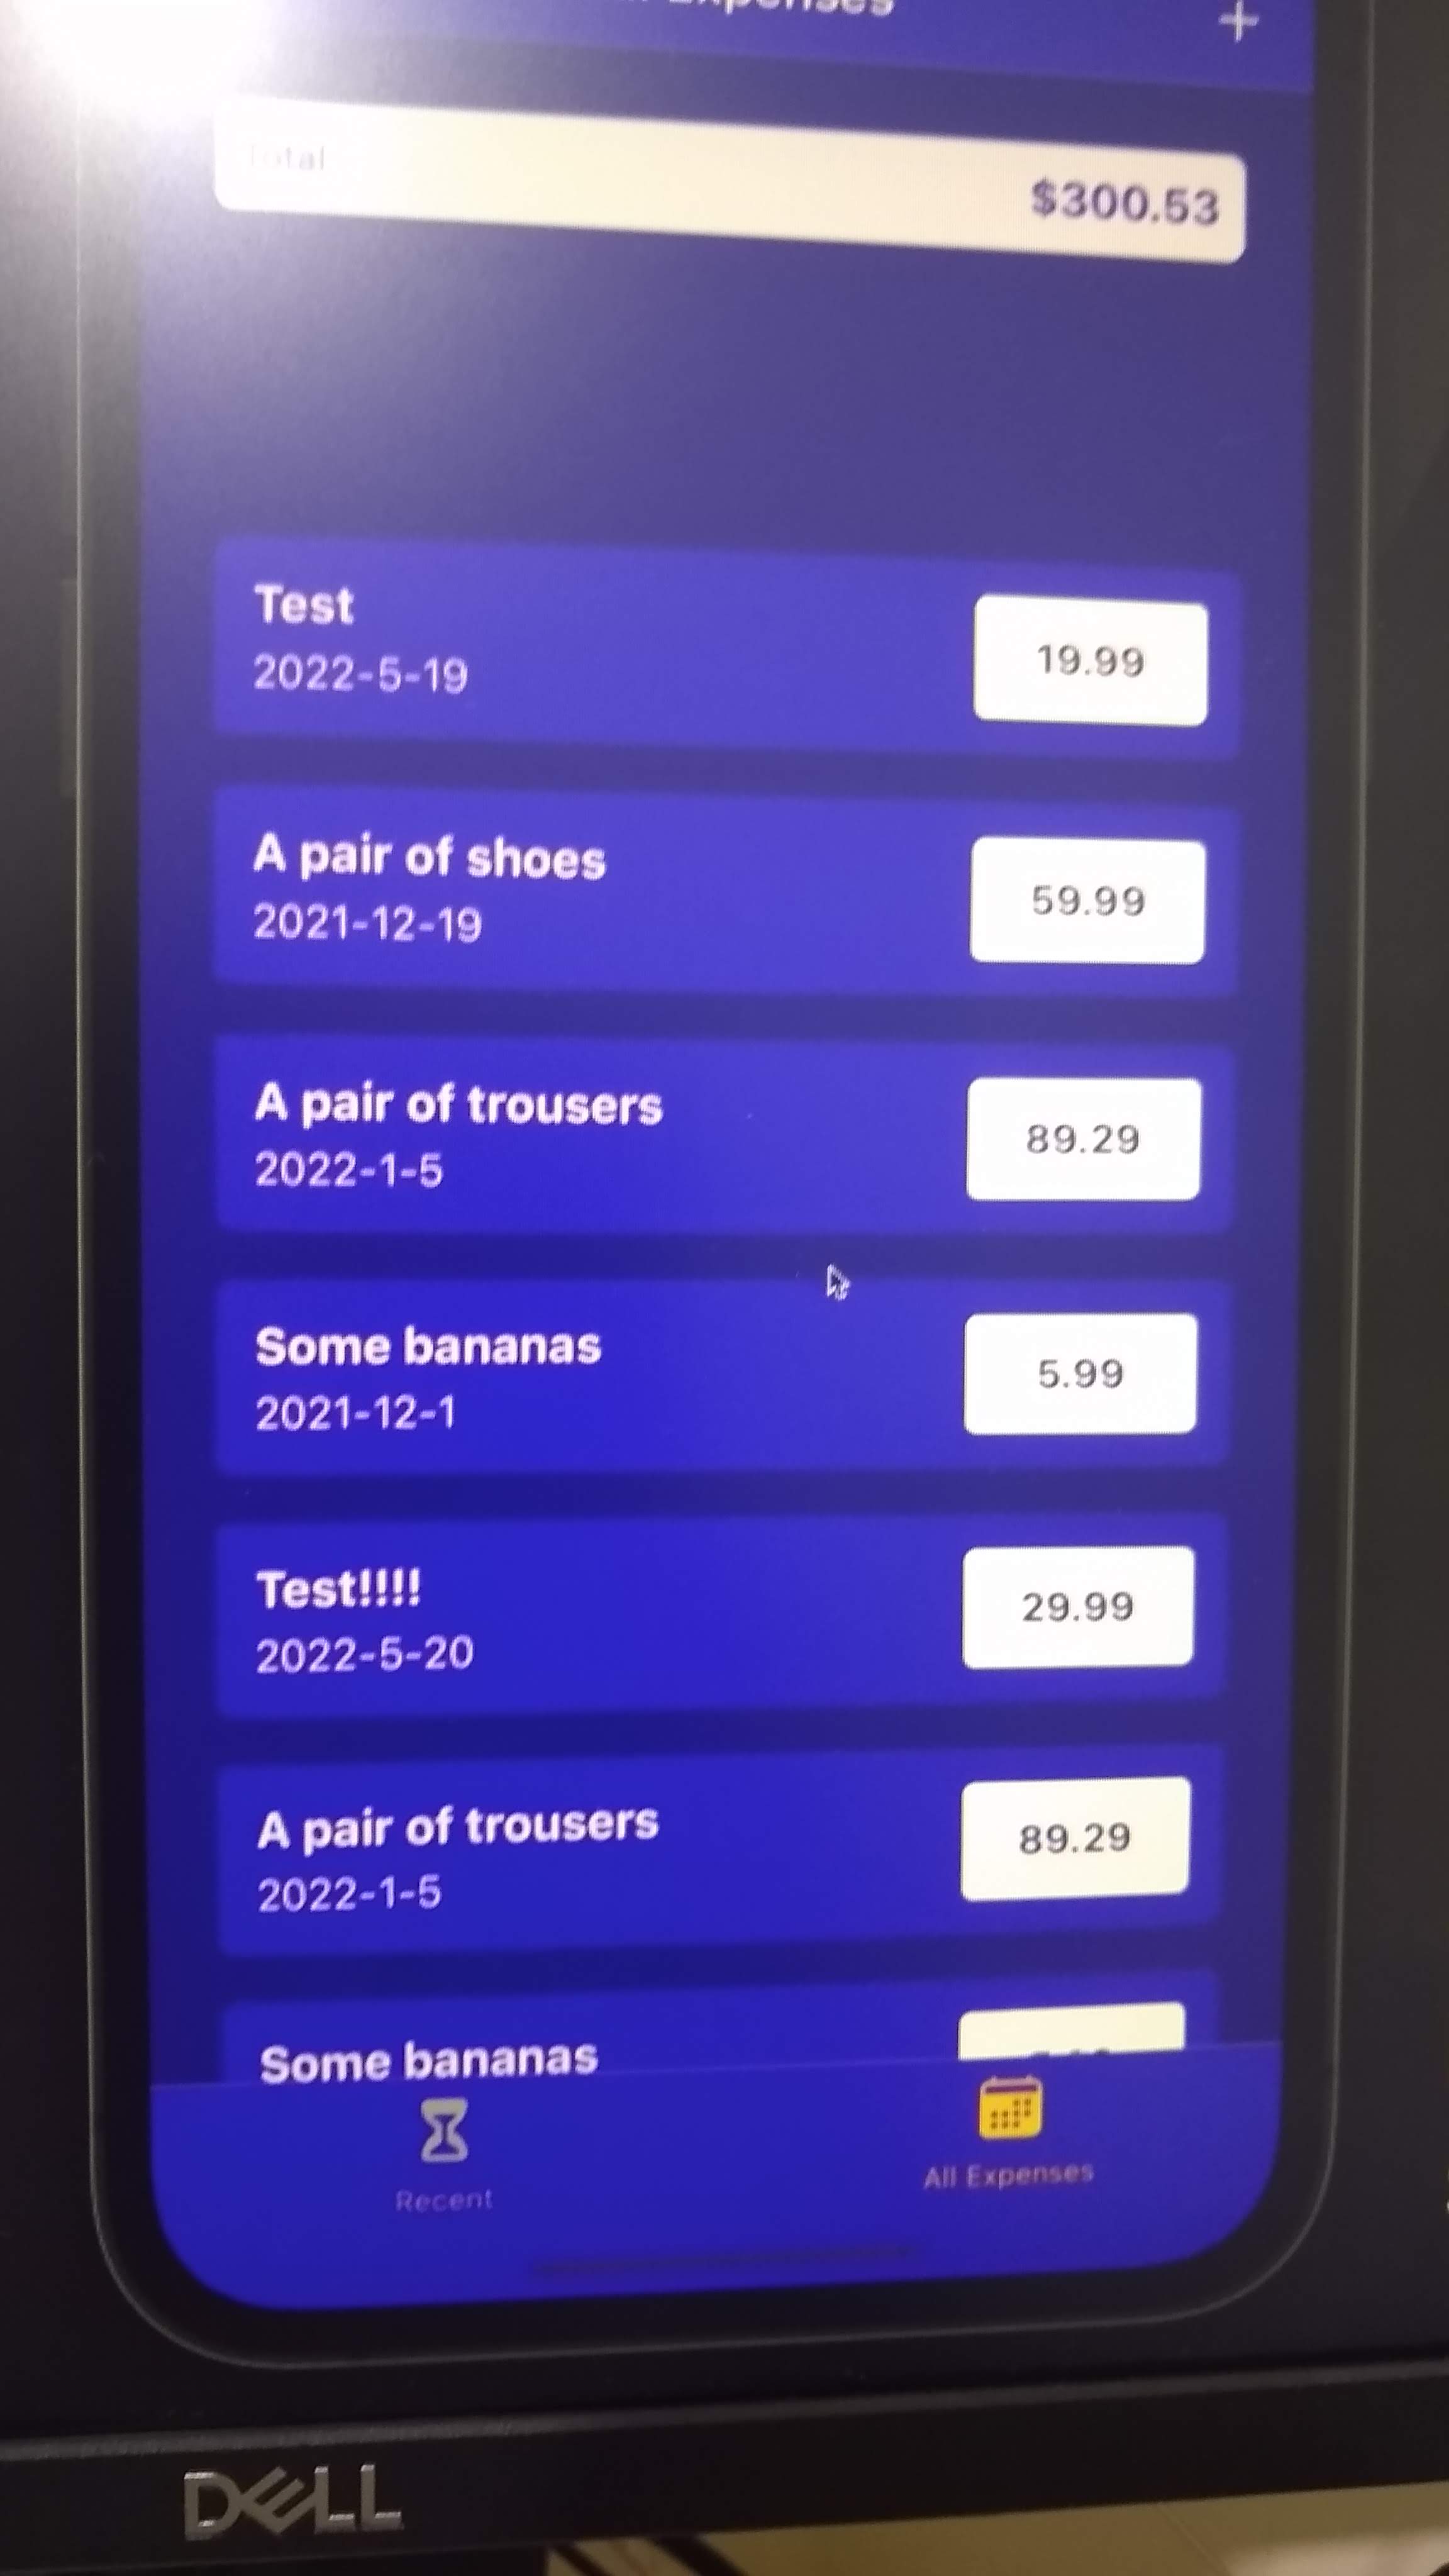 Expenses
+
Total
$300.53
Test
2022-5-19
19.99
A pair of shoes
2021-12-19
59.99
A pair of trousers
2022-1-5
89.29
Some bananas
2021-12-1
5.99
Test!!!!
2022-5-20
29.99
A pair of trousers
2022-1-5
89.29
Some bananas
Recent
All Expenses
DELL